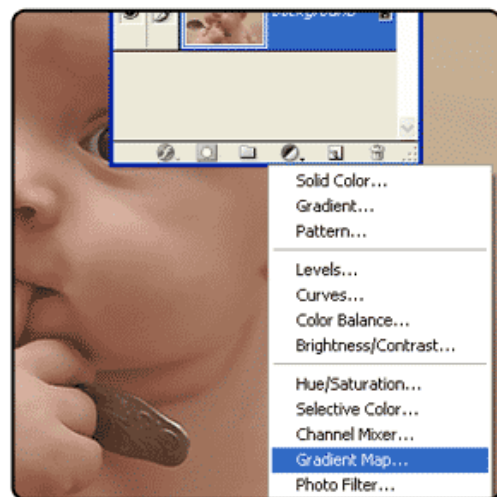 Background
Solid Color...
Gradient...
Pattern...
Levels...
Curves...
Color Balance...
Brightness/Contrast...
Hue/Saturation...
Selective Color...
Channel Mixer...
Gradient Map...
Photo Filter...